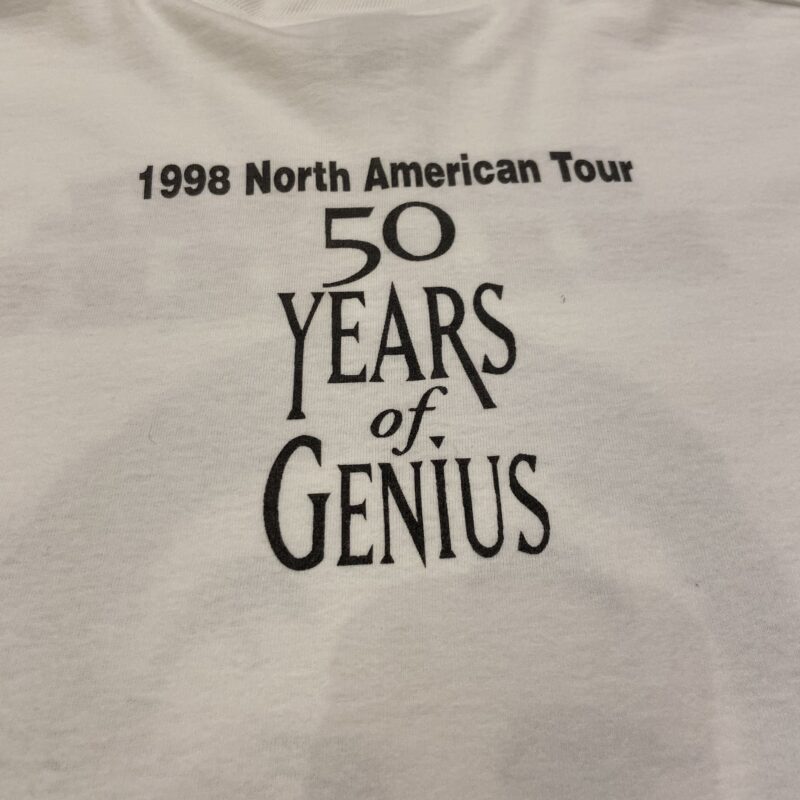 1998 North American Tour
50
YEARS
of
GENiUS